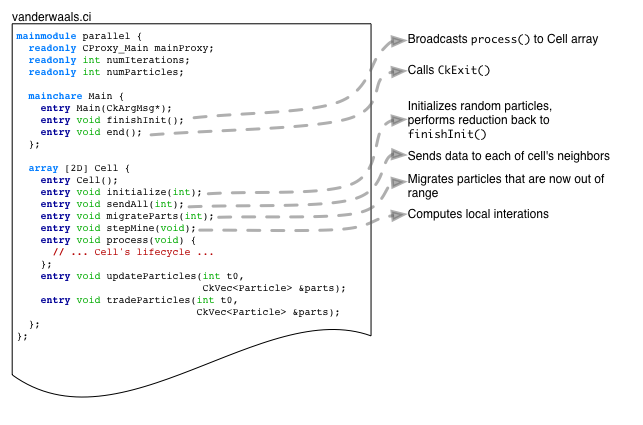 vanderwaals.ci
mainmodule parallel {
readonly CProxy_Main mainProxy;
readonly int numIterations;
readonly int numParticles;
mainchare Main {
entry Main(CkArgMsg*);
entry void finishInit();
entry void end();
};
array [2D] Cell {
entry Cell();
entry void initialize(int);
entry void sendAll(int);
entry void migrateParts(int);
entry void stepMine(void);
entry void process(void) {
// ... Cell's lifecycle ...
};
entry void updateParticles(int t0,
CkVec<Particle> &parts);
entry void tradeParticles(int t0,
CkVec<Particle> &parts);
};
};
Broadcasts process() to Cell array
Calls CkExit()
Initializes random particles,
performs reduction back to
finishInit()
Sends data to each of cell's neighbors
Migrates particles that are now out of
range
Computes local interations